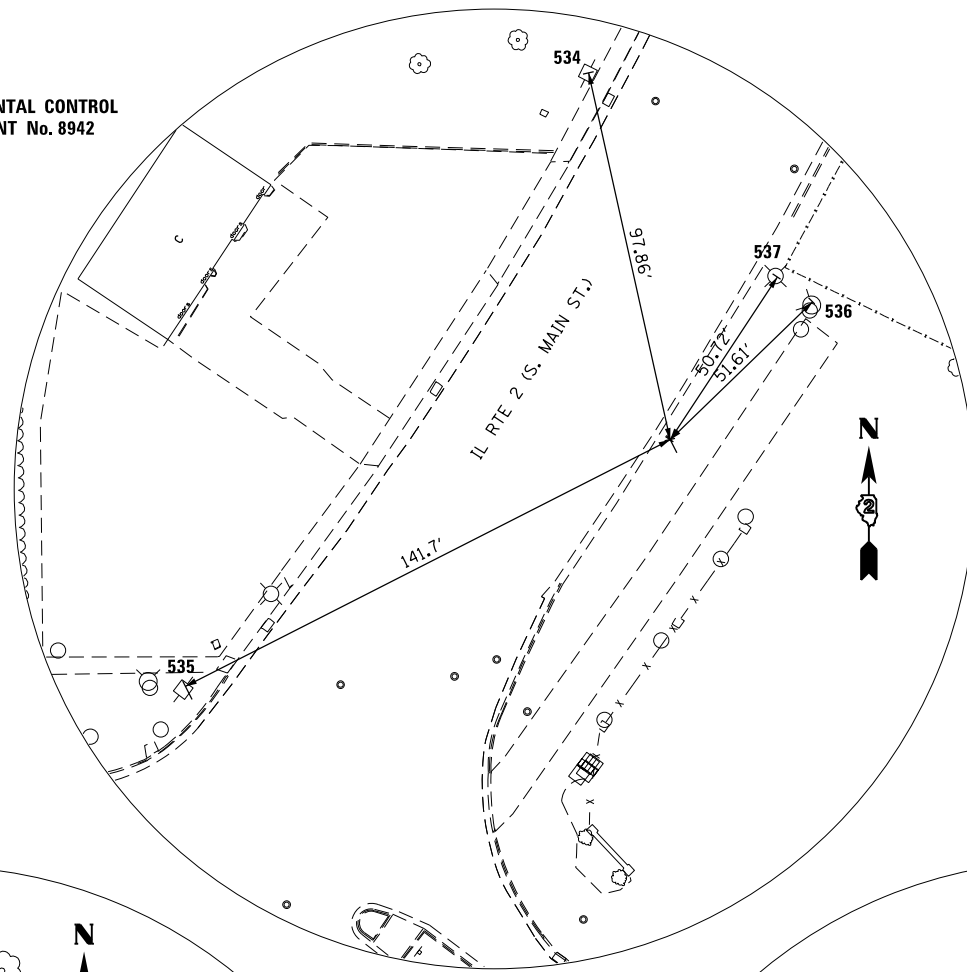 NTAL CONTROL
NT No. 8942
534
97.86'
537
536
50.72'
51.61'
IL RTE 2 (S. MAIN ST.)
C
N
2
141.7'
535
N